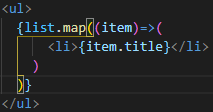 <ul>
{list.map((item)=>(
<li>{item.title}</li>
)
)}
</ul>